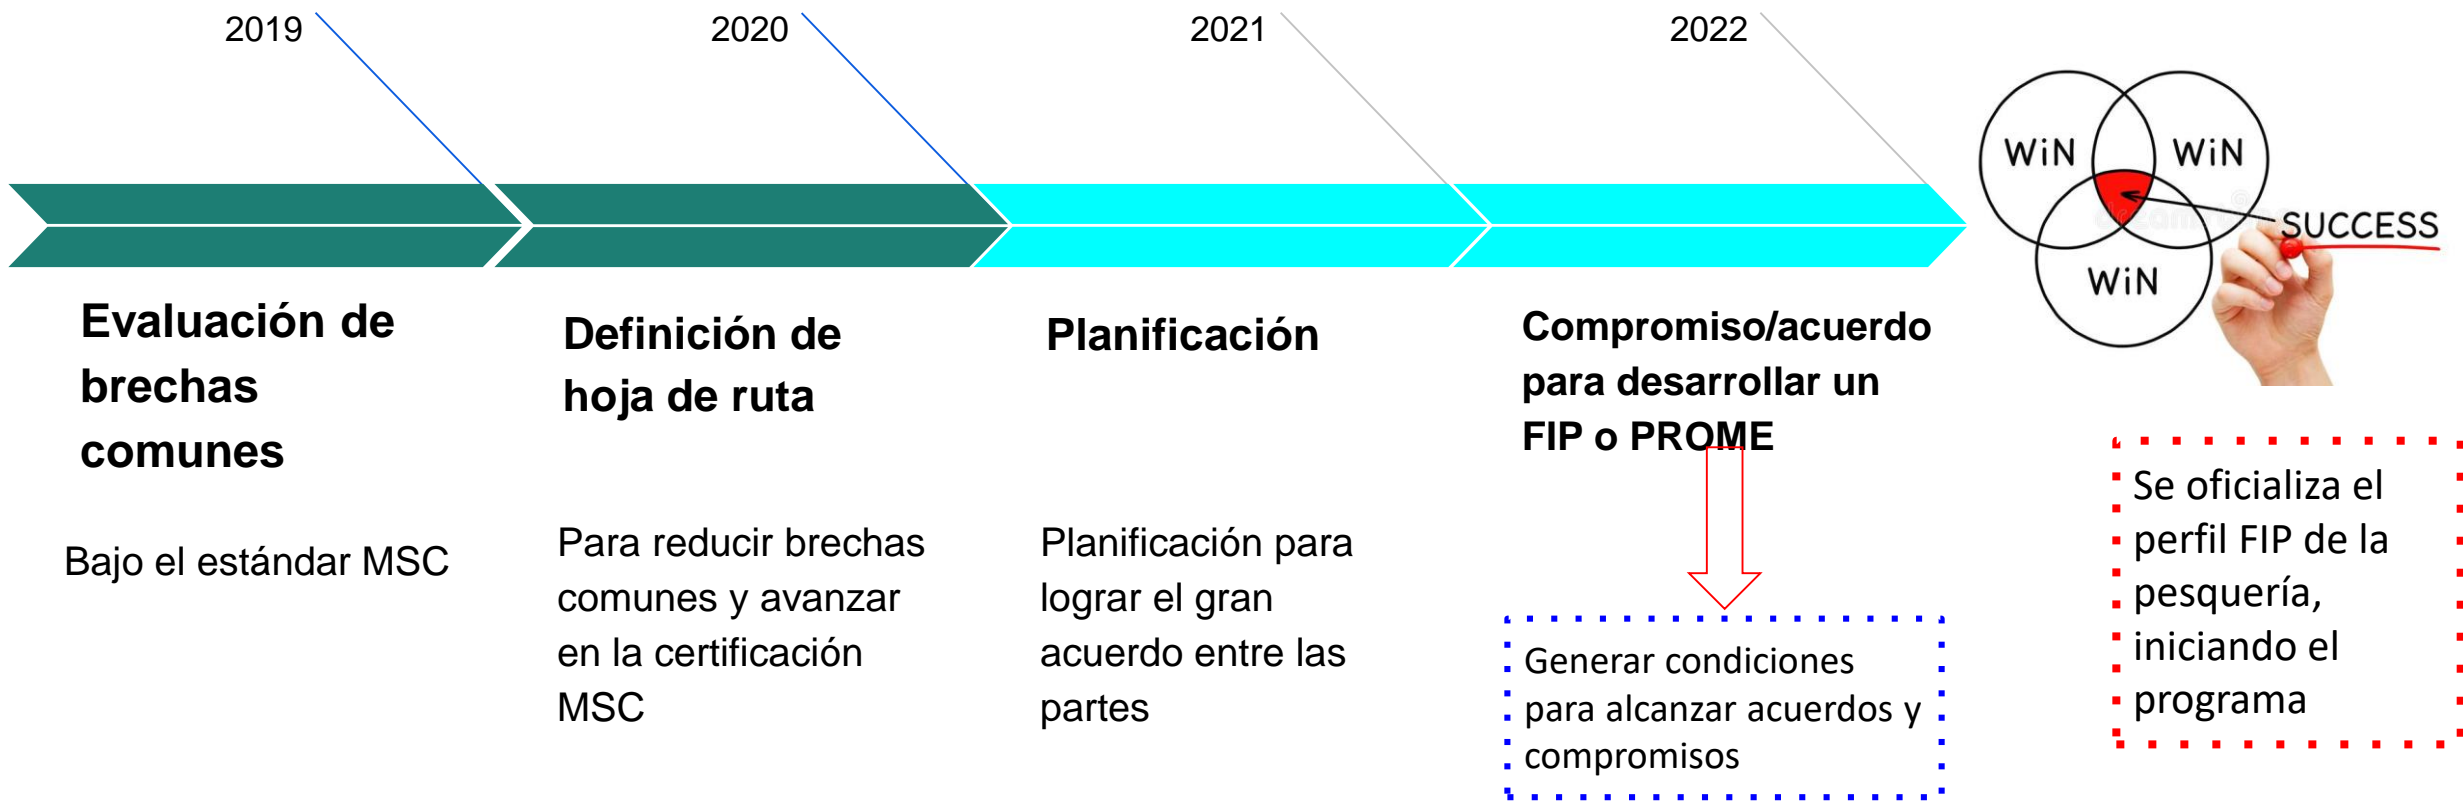 2019
2020
2021
2022
Evaluación de
brechas
comunes
Bajo el estándar MSC
Definición de
hoja de ruta
Para reducir brechas
comunes y avanzar
en la certificación
MSC
Planificación
Planificación para
lograr el gran
acuerdo entre las
partes
Compromiso/acuerdo
para desarrollar un
FIP o PROME
Generar condiciones
para alcanzar acuerdos y
compromisos
WiN
WiN
WiN
SUCCESS
Se oficializa el
perfil FIP de la
pesquería,
iniciando el
programa